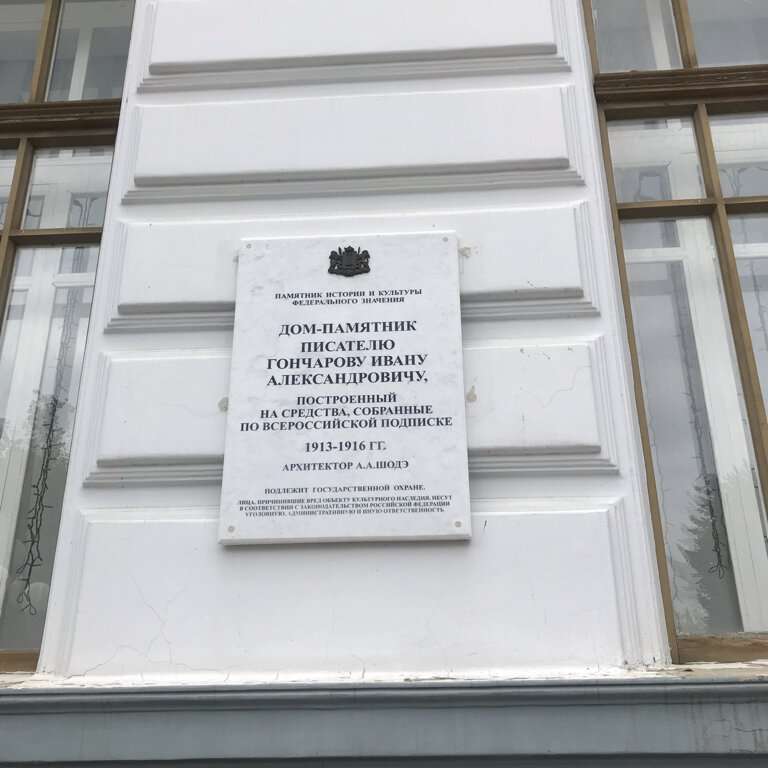 ПАМЯТНИК ИСТОРИИ И КУЛЬТУРЫ
ФЕДЕРАЛЬНОГО ЗНАЧЕНИЯ
ДОМ-ПАМЯТНИК
ПИСАТЕЛЮ
ГОНЧАРОВУ ИВАНУ
АЛЕКСАНДРОВИЧУ,
ПОСТРОЕННЫЙ
НА СРЕДСТВА, СОБРАННЫЕ
ПО ВСЕРОССИЙСКОЙ ПОДПИСКЕ
1913-1916 ГГ.
АРХИТЕКТОР А.А.ШОДЭ
ПОДЛЕЖИТ ГОСУДАРСТВЕННОЙ ОХРАНЕ.
ЛИЦА, ПРИЧИНИВШИЕ ВРЕД ОБЪЕКТУ КУЛЬТУРНОГО НАСЛЕДИЯ, НЕСУТ
В СООТВЕТСТВИИ С ЗАКОНОДАТЕЛЬСТВОМ РОССИЙСКОЙ ФЕДЕРАЦИИ
УГОЛОВНУЮ, АДМИНИСТРАТИВНУЮ И ИНУЮ ОТВЕТСТВЕННОСТЬ.